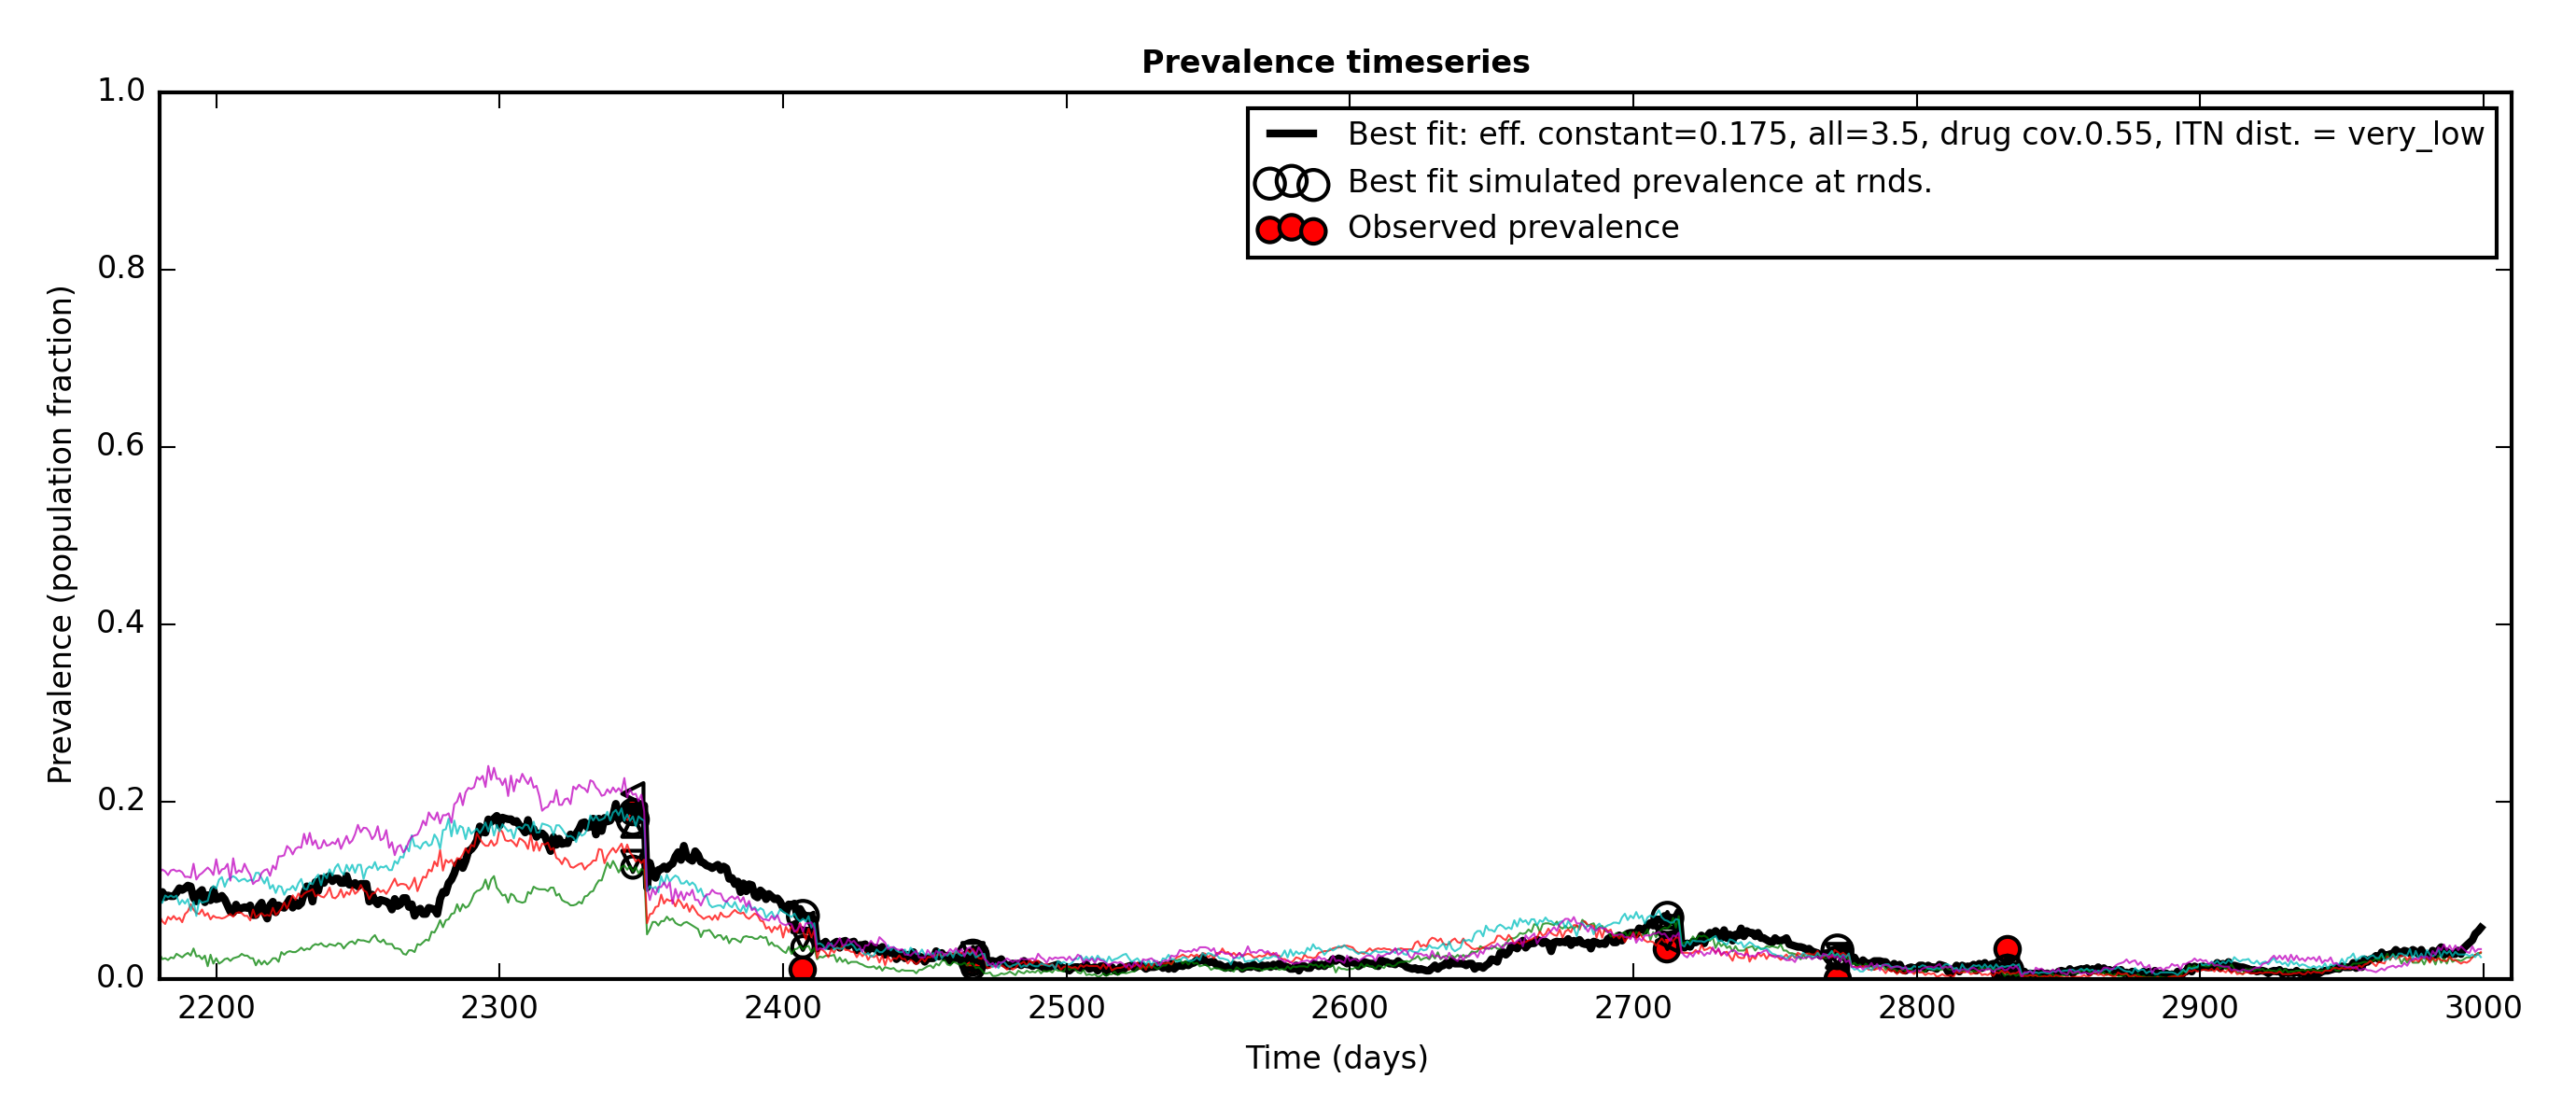 Prevalence timeseries
Best fit: eff. constant=0.175, all=3.5, drug cov.0.55, ITN dist. = very_low
Best fit simulated prevalence at rnds.
Observed prevalence
Prevalence (population fraction)
1.0
0.8
0.6
0.4
0.2
0.0
2200 2300 2400 2500 2600 2700 2800 2900 3000
Time (days)